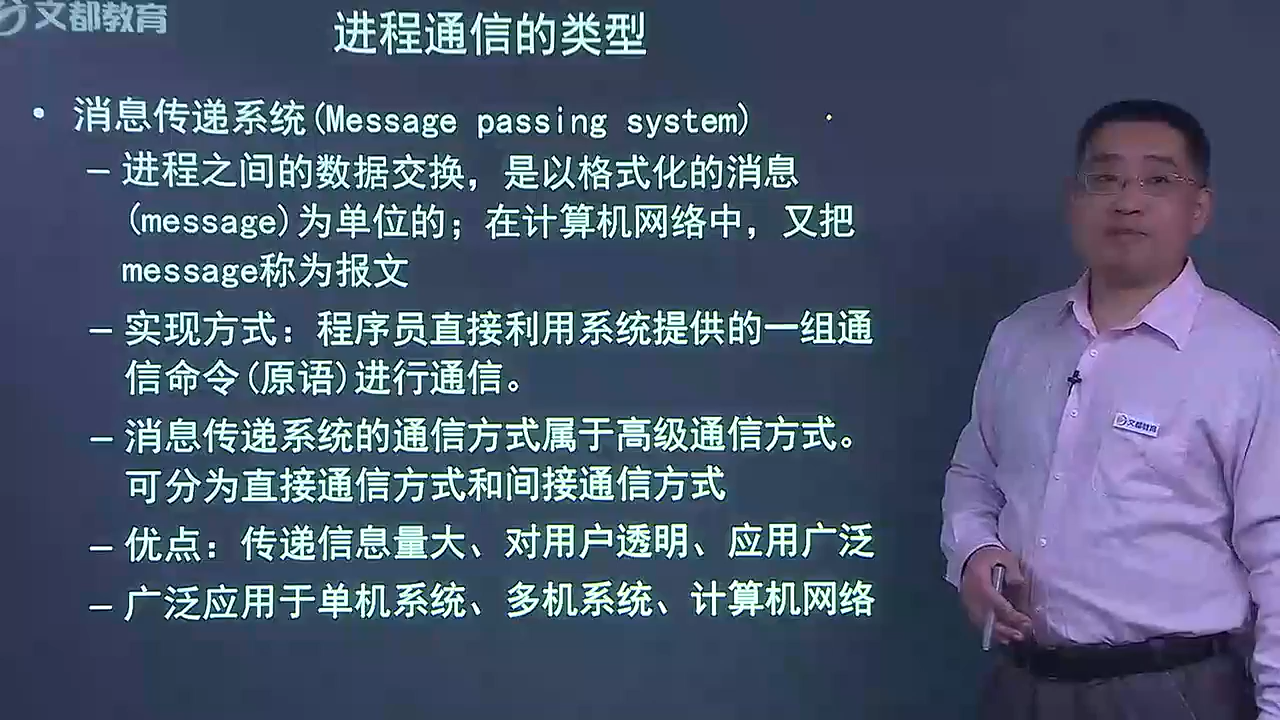 文都教育
进程通信的类型
• 消息传递系统(Message passing system)
– 进程之间的数据交换，是以格式化的消息
(message)为单位的；在计算机网络中，又把
message称为报文
– 实现方式：程序员直接利用系统提供的一组通
信命令(原语)进行通信。
– 消息传递系统的通信方式属于高级通信方式。
可分为直接通信方式和间接通信方式
– 优点：传递信息量大、对用户透明、应用广泛
– 广泛应用于单机系统、多机系统、计算机网络
文都教育